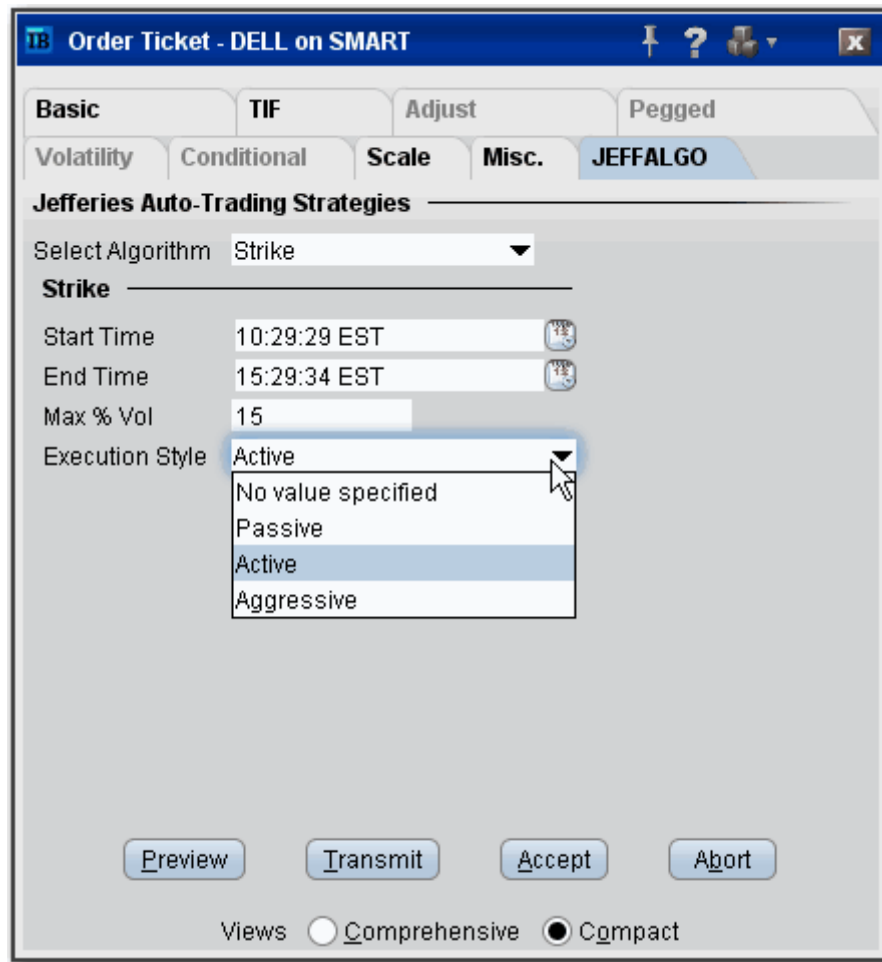 TB Order Ticket - DELL on SMART ?
Basic TIF Adjust Pegged
Volatility Conditional Scale Misc. JEFFALGO
Jefferies Auto-Trading Strategies
Select Algorithm Strike
Strike
Start Time 10:29:29 EST
End Time 15:29:34 EST
Max % Vol 15
Execution Style Active
No value specified
Passive
Active
Aggressive
Preview Transmit Accept Abort
Views Comprehensive Compact